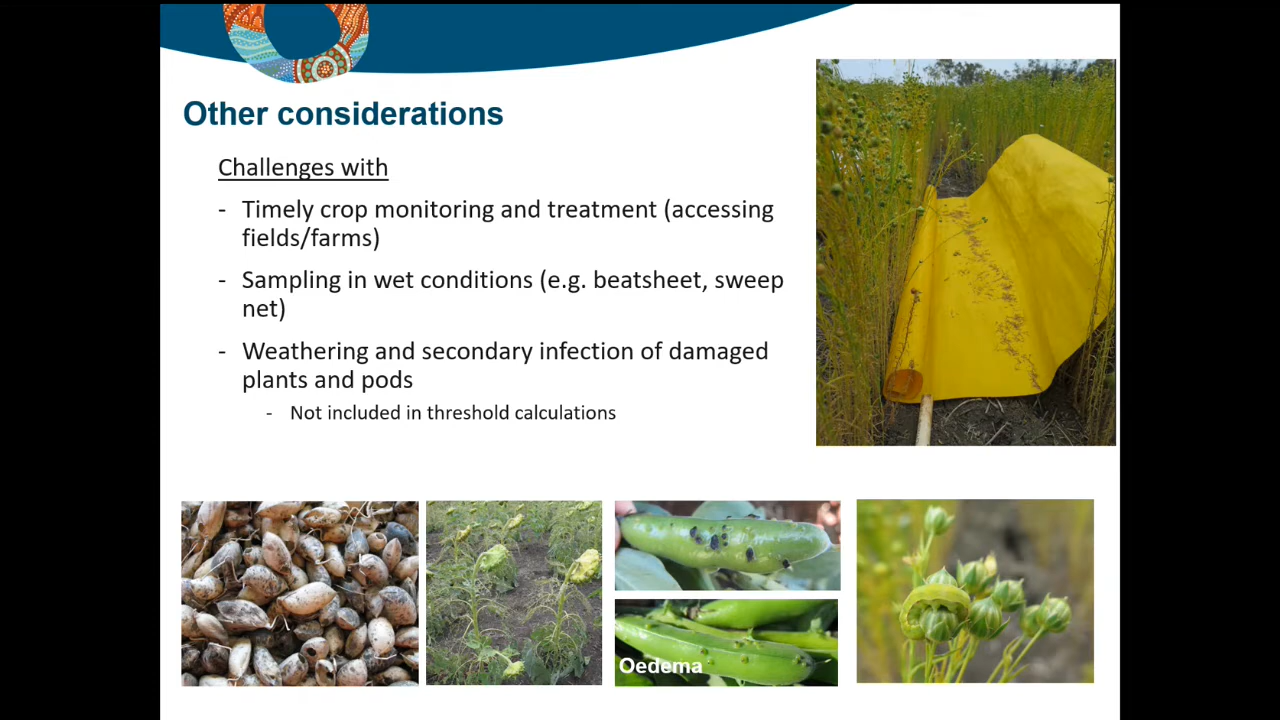 Other considerations
Challenges with
- Timely crop monitoring and treatment (accessing
fields/farms)
- Sampling in wet conditions (e.g. beatsheet, sweep
net)
- Weathering and secondary infection of damaged
plants and pods
- Not included in threshold calculations
Oedema